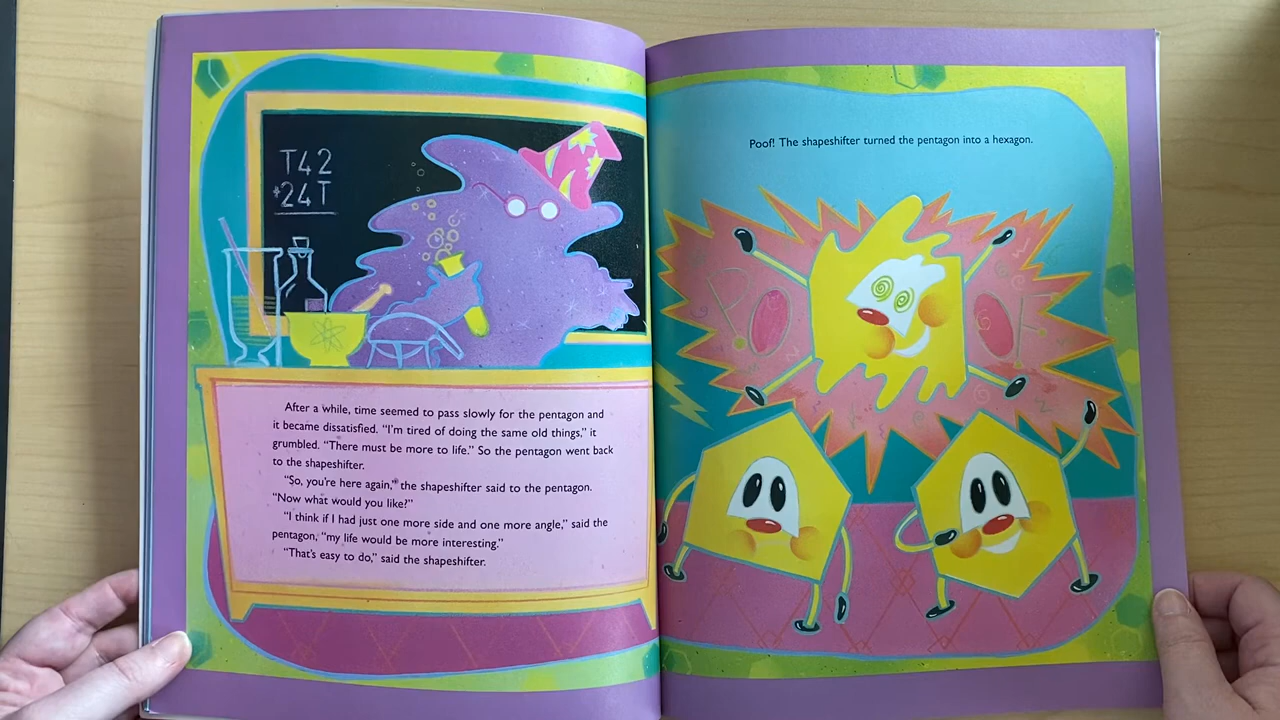 T42
+24T
After a while, time seemed to pass slowly for the pentagon and
it became dissatisfied. “I’m tired of doing the same old things,” it
grumbled. “There must be more to life.” So the pentagon went back
to the shapeshifter.
“So, you’re here again,” the shapeshifter said to the pentagon.
“Now what would you like?”
“I think if I had just one more side and one more angle,” said the
pentagon, “my life would be more interesting.”
“That’s easy to do,” said the shapeshifter.
Poof! The shapeshifter turned the pentagon into a hexagon.
POOF